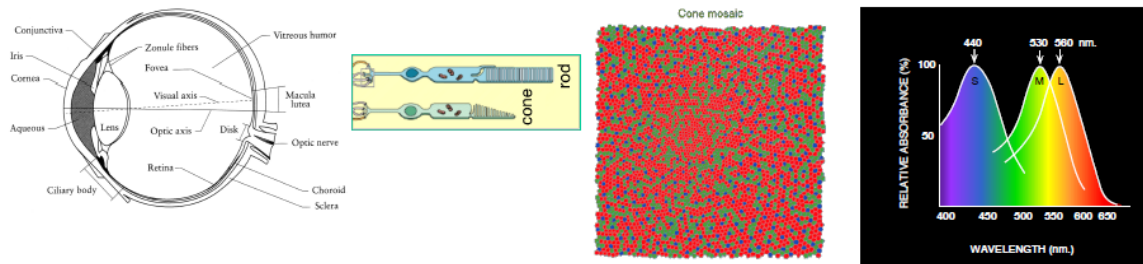 Conjunctiva
Iris
Cornea
Aqueous
Ciliary body
Zonule fibers
Fovea
Visual axis
Lens
Optic axis
Disk
Retina
Vitreous humor
Macula
lutea
Optic nerve
Choroid
Sclera
cone
rod
Cone mosaic
440
530
560 nm.
RELATIVE ABSORBANCE (%)
100
50
S
M
L
400
450
500
550
600
650
WAVELENGTH (nm.)